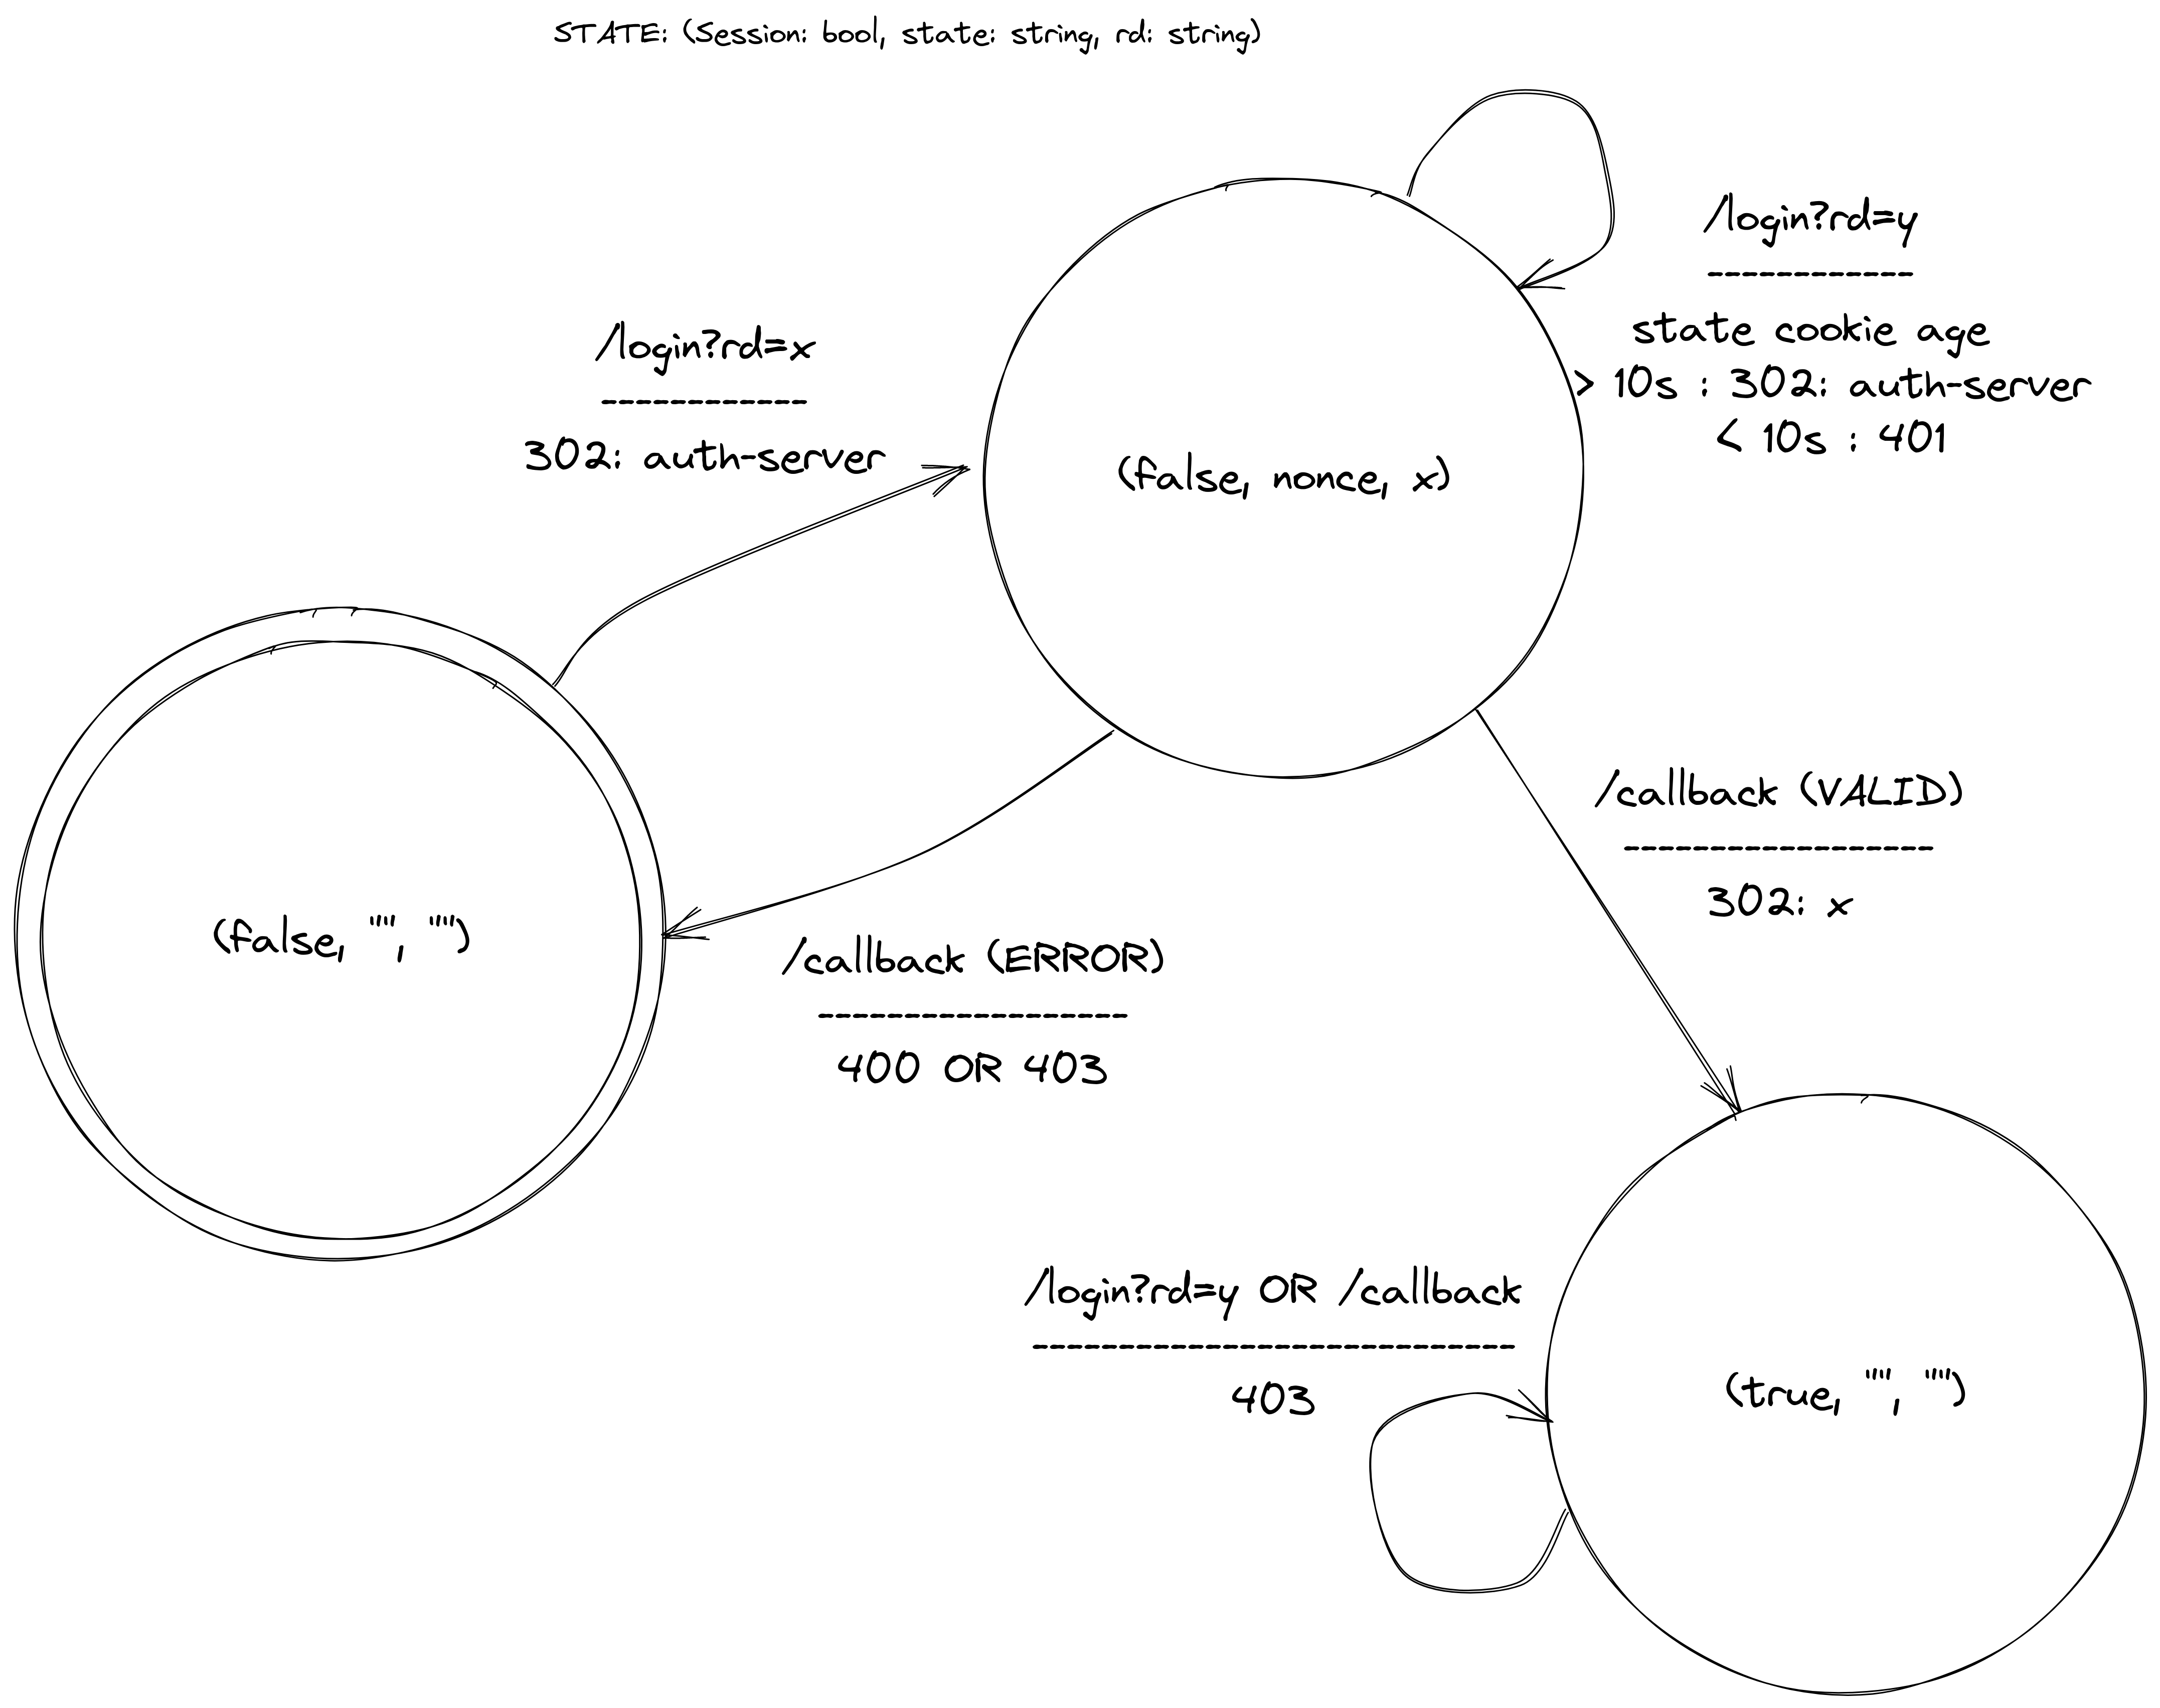 STATE: (Session: bool, state: string, rd: string)
/login?rd=y
------------
state cookie age
> 10s : 302: auth-server
< 10s : 401
/login?rd=x
------------
302: auth-server
(false, nonce, x)
/callback (VALID)
------------------
302: x
(false, "", "")
/callback (ERROR)
------------------
400 OR 403
/login?rd=y OR /callback
----------------------------
403
(true, "", "")